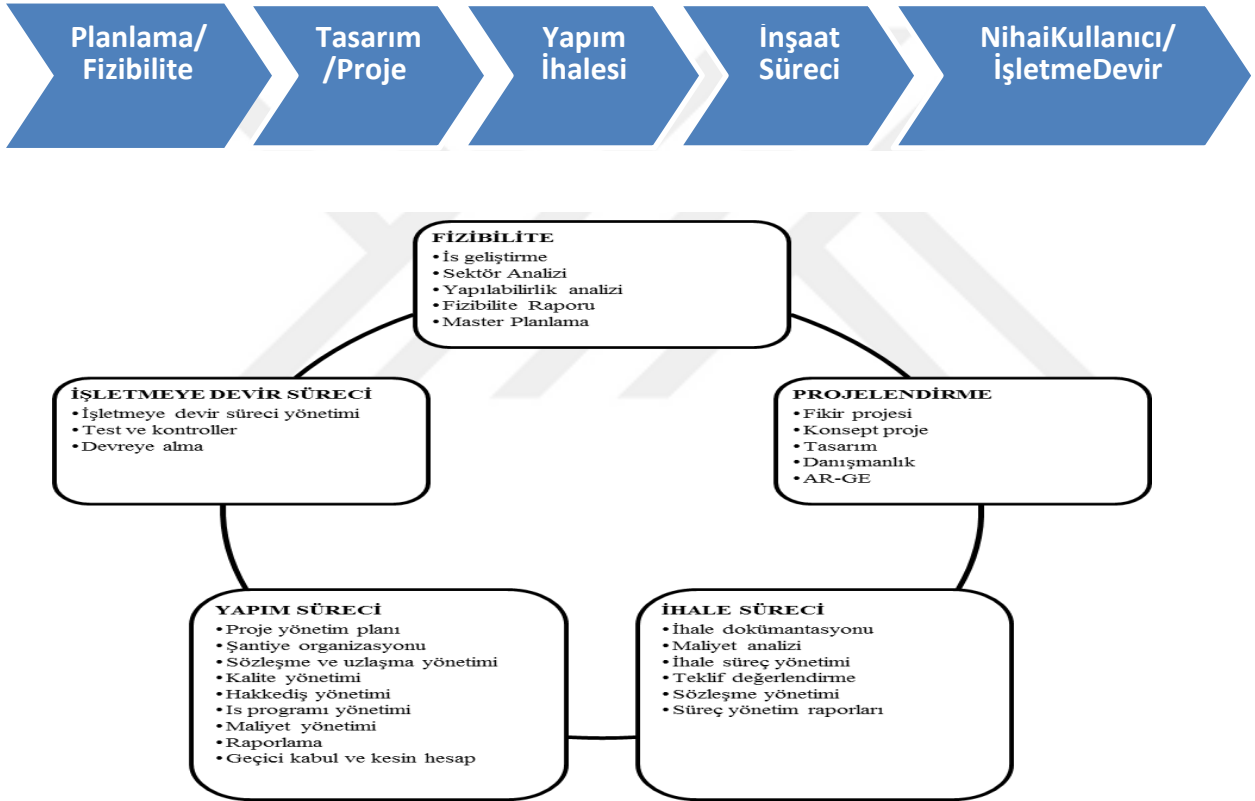 Planlama/
Fizibilite
Tasarım
/Proje
Yapım
İhalesi
İnşaat
Süreci
NihaiKullanıcı/
İşletmeDevir
FİZİBİLİTE
•İs geliştirme
•Sektör Analizi
•Yapılabilirlik analizi
•Fizibilite Raporu
•Master Planlama
İŞLETMEYE DEVİR SÜRECİ
•İşletmeye devir süreci yönetimi
•Test ve kontroller
•Devreye alma
PROJELENDİRME
•Fikir projesi
•Konsept proje
•Tasarım
•Danışmanlık
•AR-GE
YAPIM SÜRECİ
•Proje yönetim planı
•Şantiye organizasyonu
•Sözleşme ve uzlaşma yönetimi
•Kalite yönetimi
•Hakkediş yönetimi
•Is programı yönetimi
•Maliyet yönetimi
•Raporlama
•Geçici kabul ve kesin hesap
İHALE SÜRECİ
•İhale dokümantasyonu
•Maliyet analizi
•İhale süreç yönetimi
•Teklif değerlendirme
•Sözleşme yönetimi
•Süreç yönetim raporları